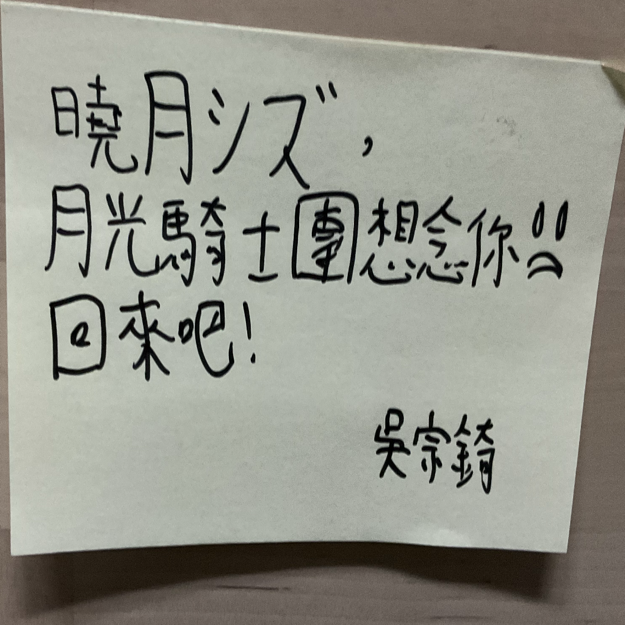 曉月シズ,
月光騎士團想念你☹
回來吧!
吳宗錡